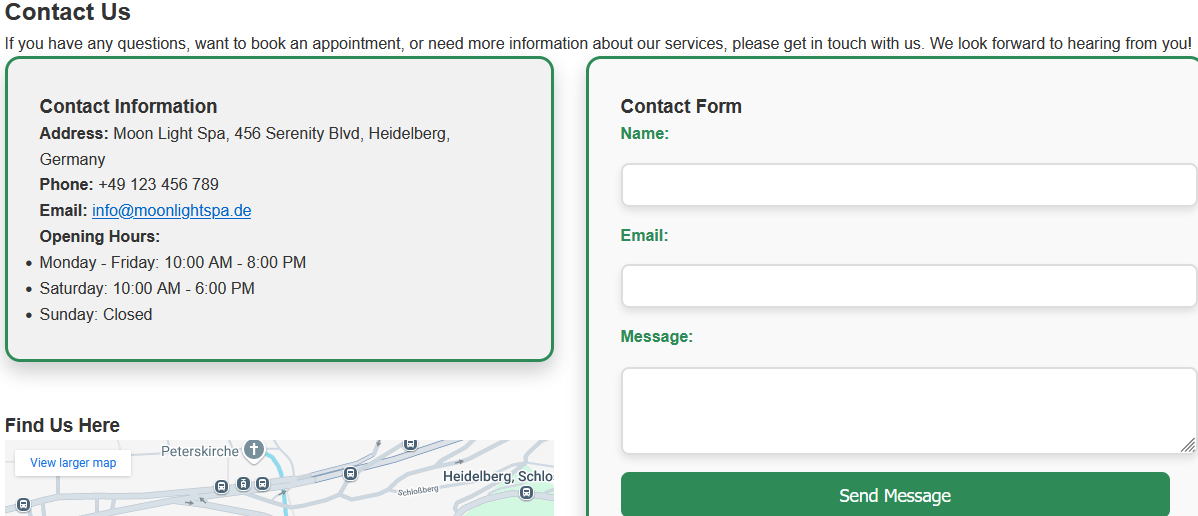 Contact Us
If you have any questions, want to book an appointment, or need more information about our services, please get in touch with us. We look forward to hearing from you!
Contact Information
Address: Moon Light Spa, 456 Serenity Blvd, Heidelberg,
Germany
Phone: +49 123 456 789
Email: info@moonlightspa.de
Opening Hours:
• Monday - Friday: 10:00 AM - 8:00 PM
• Saturday: 10:00 AM - 6:00 PM
• Sunday: Closed
Find Us Here
View larger map
Peterskirche
Heidelberg, Schlo
Schloßberg
Contact Form
Name:
Email:
Message:
Send Message